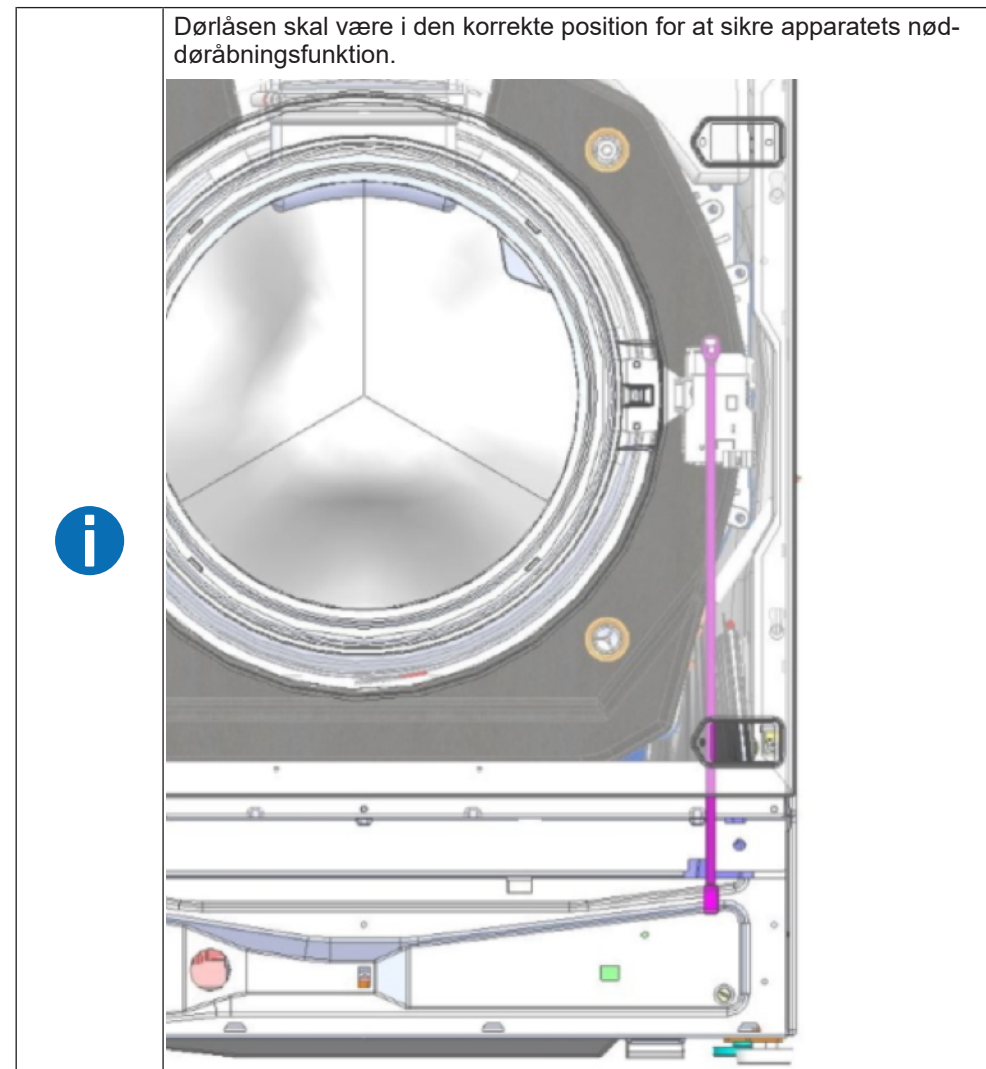 Dørlåsen skal være i den korrekte position for at sikre apparatets nød-
døråbningsfunktion.